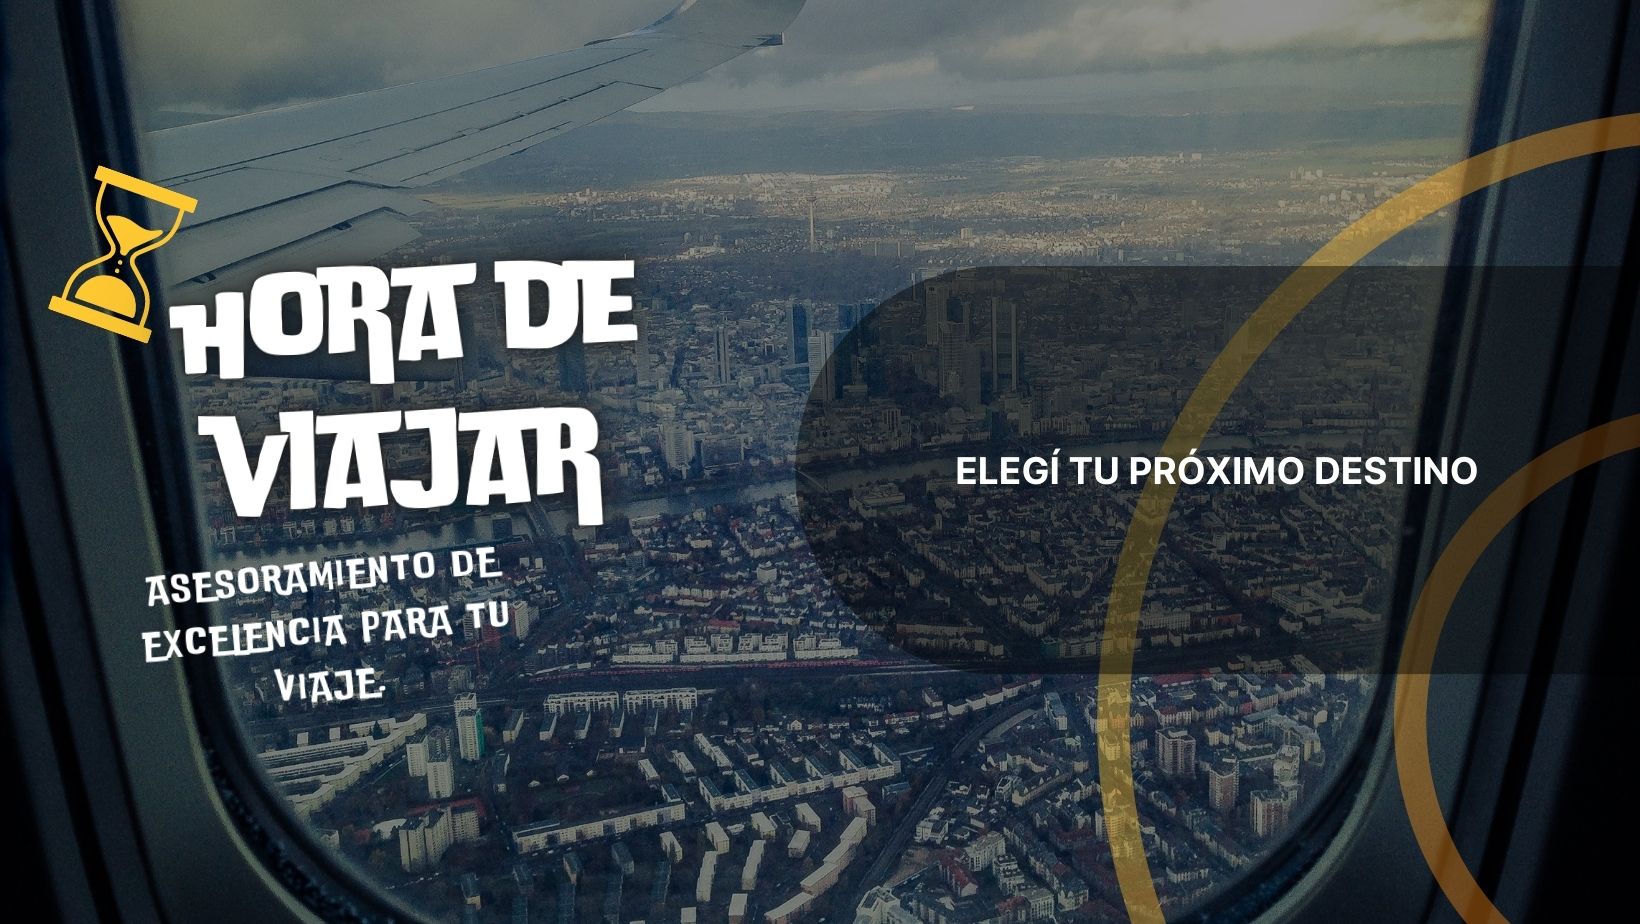 HORA DE
VIAJAR
ASESORAMIENTO DE
EXCELENCIA PARA TU
VIAJE.
ELEGÍ TU PRÓXIMO DESTINO